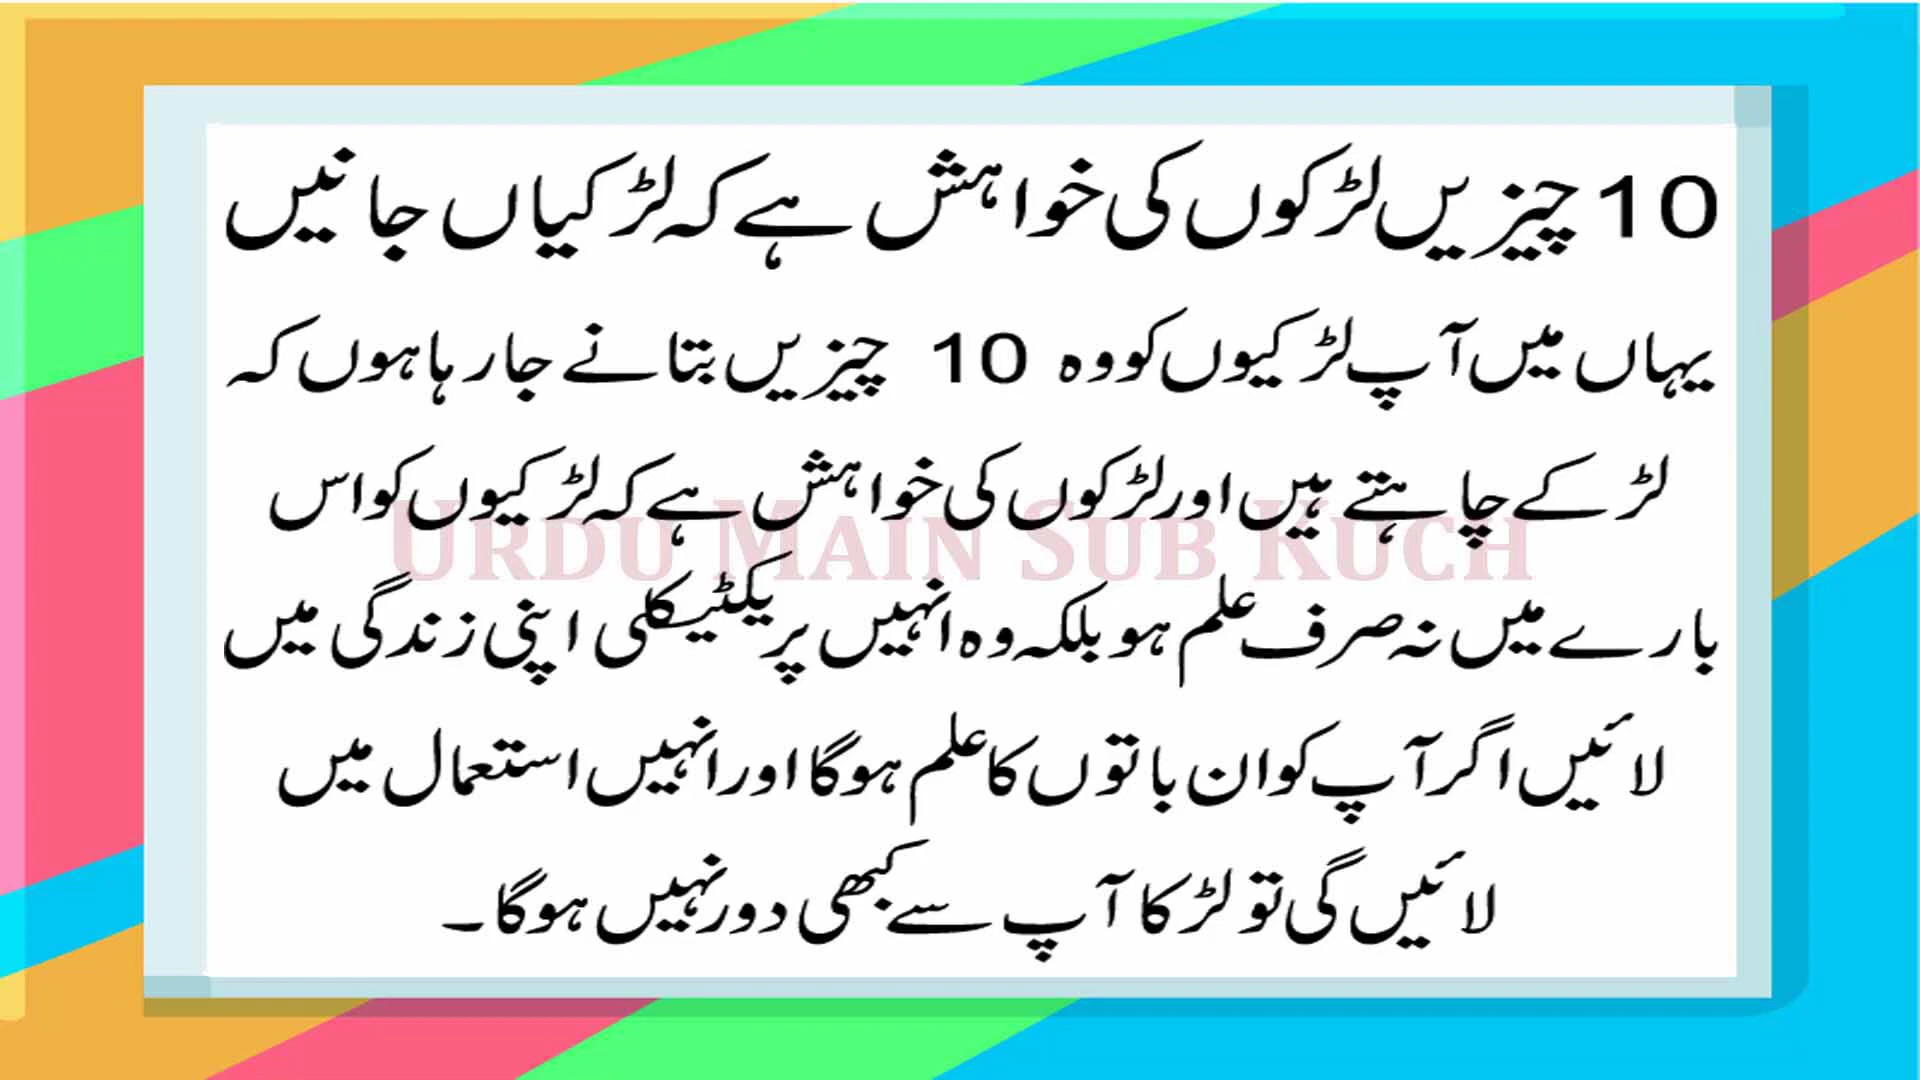 10 چیزیں لڑکوں کی خواہش ہے کہ لڑکیاں جانیں
یہاں میں آپ لڑکیوں کو وہ 10 چیزیں بتانے جا رہا ہوں کہ
لڑکے چاہتے ہیں اور لڑکوں کی خواہش ہے کہ لڑکیوں کو اس
URDU MAIN SUB KUCH
بارے میں نہ صرف علم ہو بلکہ وہ انہیں پریکٹیکلی اپنی زندگی میں
لائیں اگر آپ کو ان باتوں کا علم ہوگا اور انہیں استعمال میں
لائیں گی تو لڑکا آپ سے کبھی دور نہیں ہوگا۔